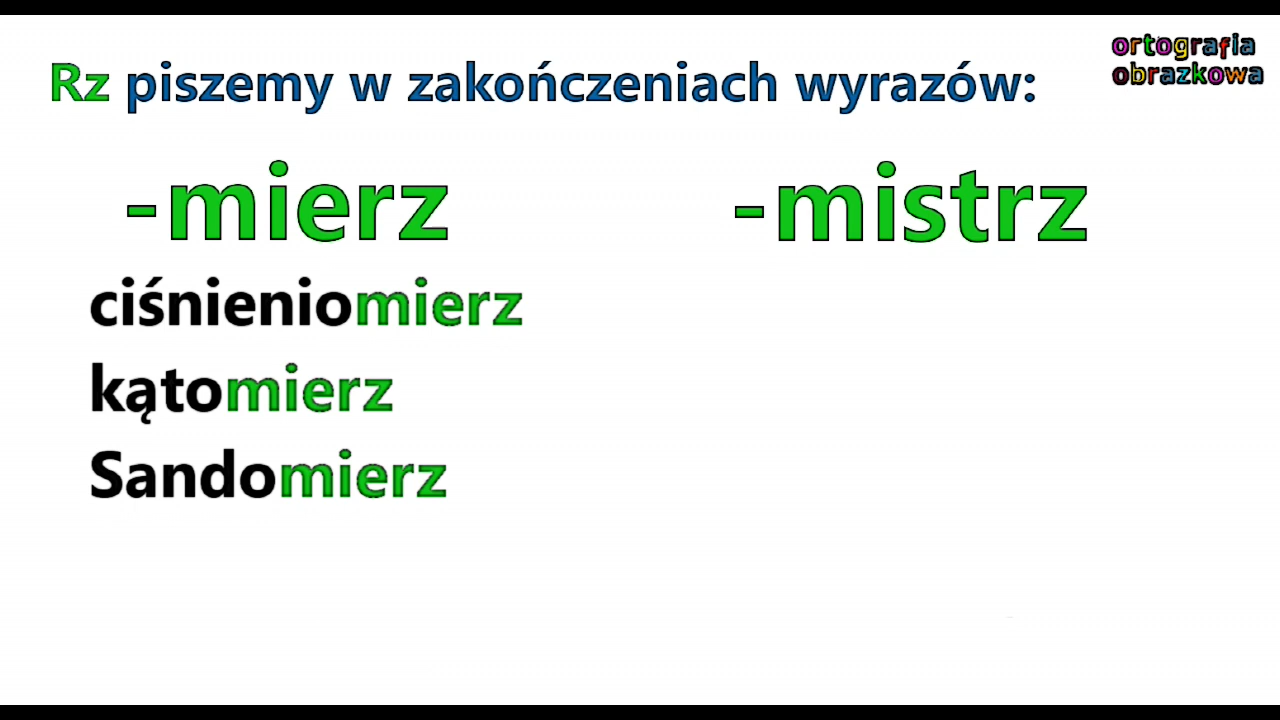 Rz piszemy w zakończeniach wyrazów:
ortografia
obrazkowa
-mierz
-mistrz
ciśnieniomierz
kątomierz
Sandomierz